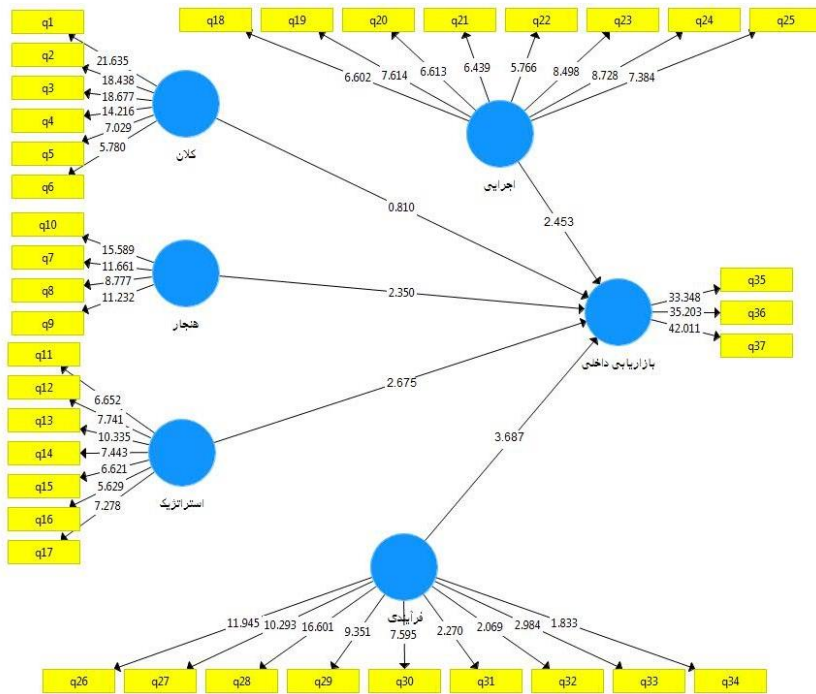 q1
q2
q3
q4
q5
q6
21.635
18.438
18.677
14.216
7.029
5.780
کلان
q18
q19
q20
q21
q22
q23
q24
q25
6.602
7.614
6.613
6.439
5.766
8.498
8.728
7.384
اجرایی
0.810
2.453
q10
q7
q8
q9
15.589
11.661
8.777
11.232
هنجار
2.350
q35
q36
q37
33.348
35.203
42.011
بازاریابی داخلی
q11
q12
q13
q14
q15
q16
q17
6.652
7.741
10.335
7.443
6.621
5.629
7.278
استراتژیک
2.675
3.687
فرآیندی
11.945
10.293
16.601
9.351
7.595
2.270
2.069
2.984
1.833
q26
q27
q28
q29
q30
q31
q32
q33
q34